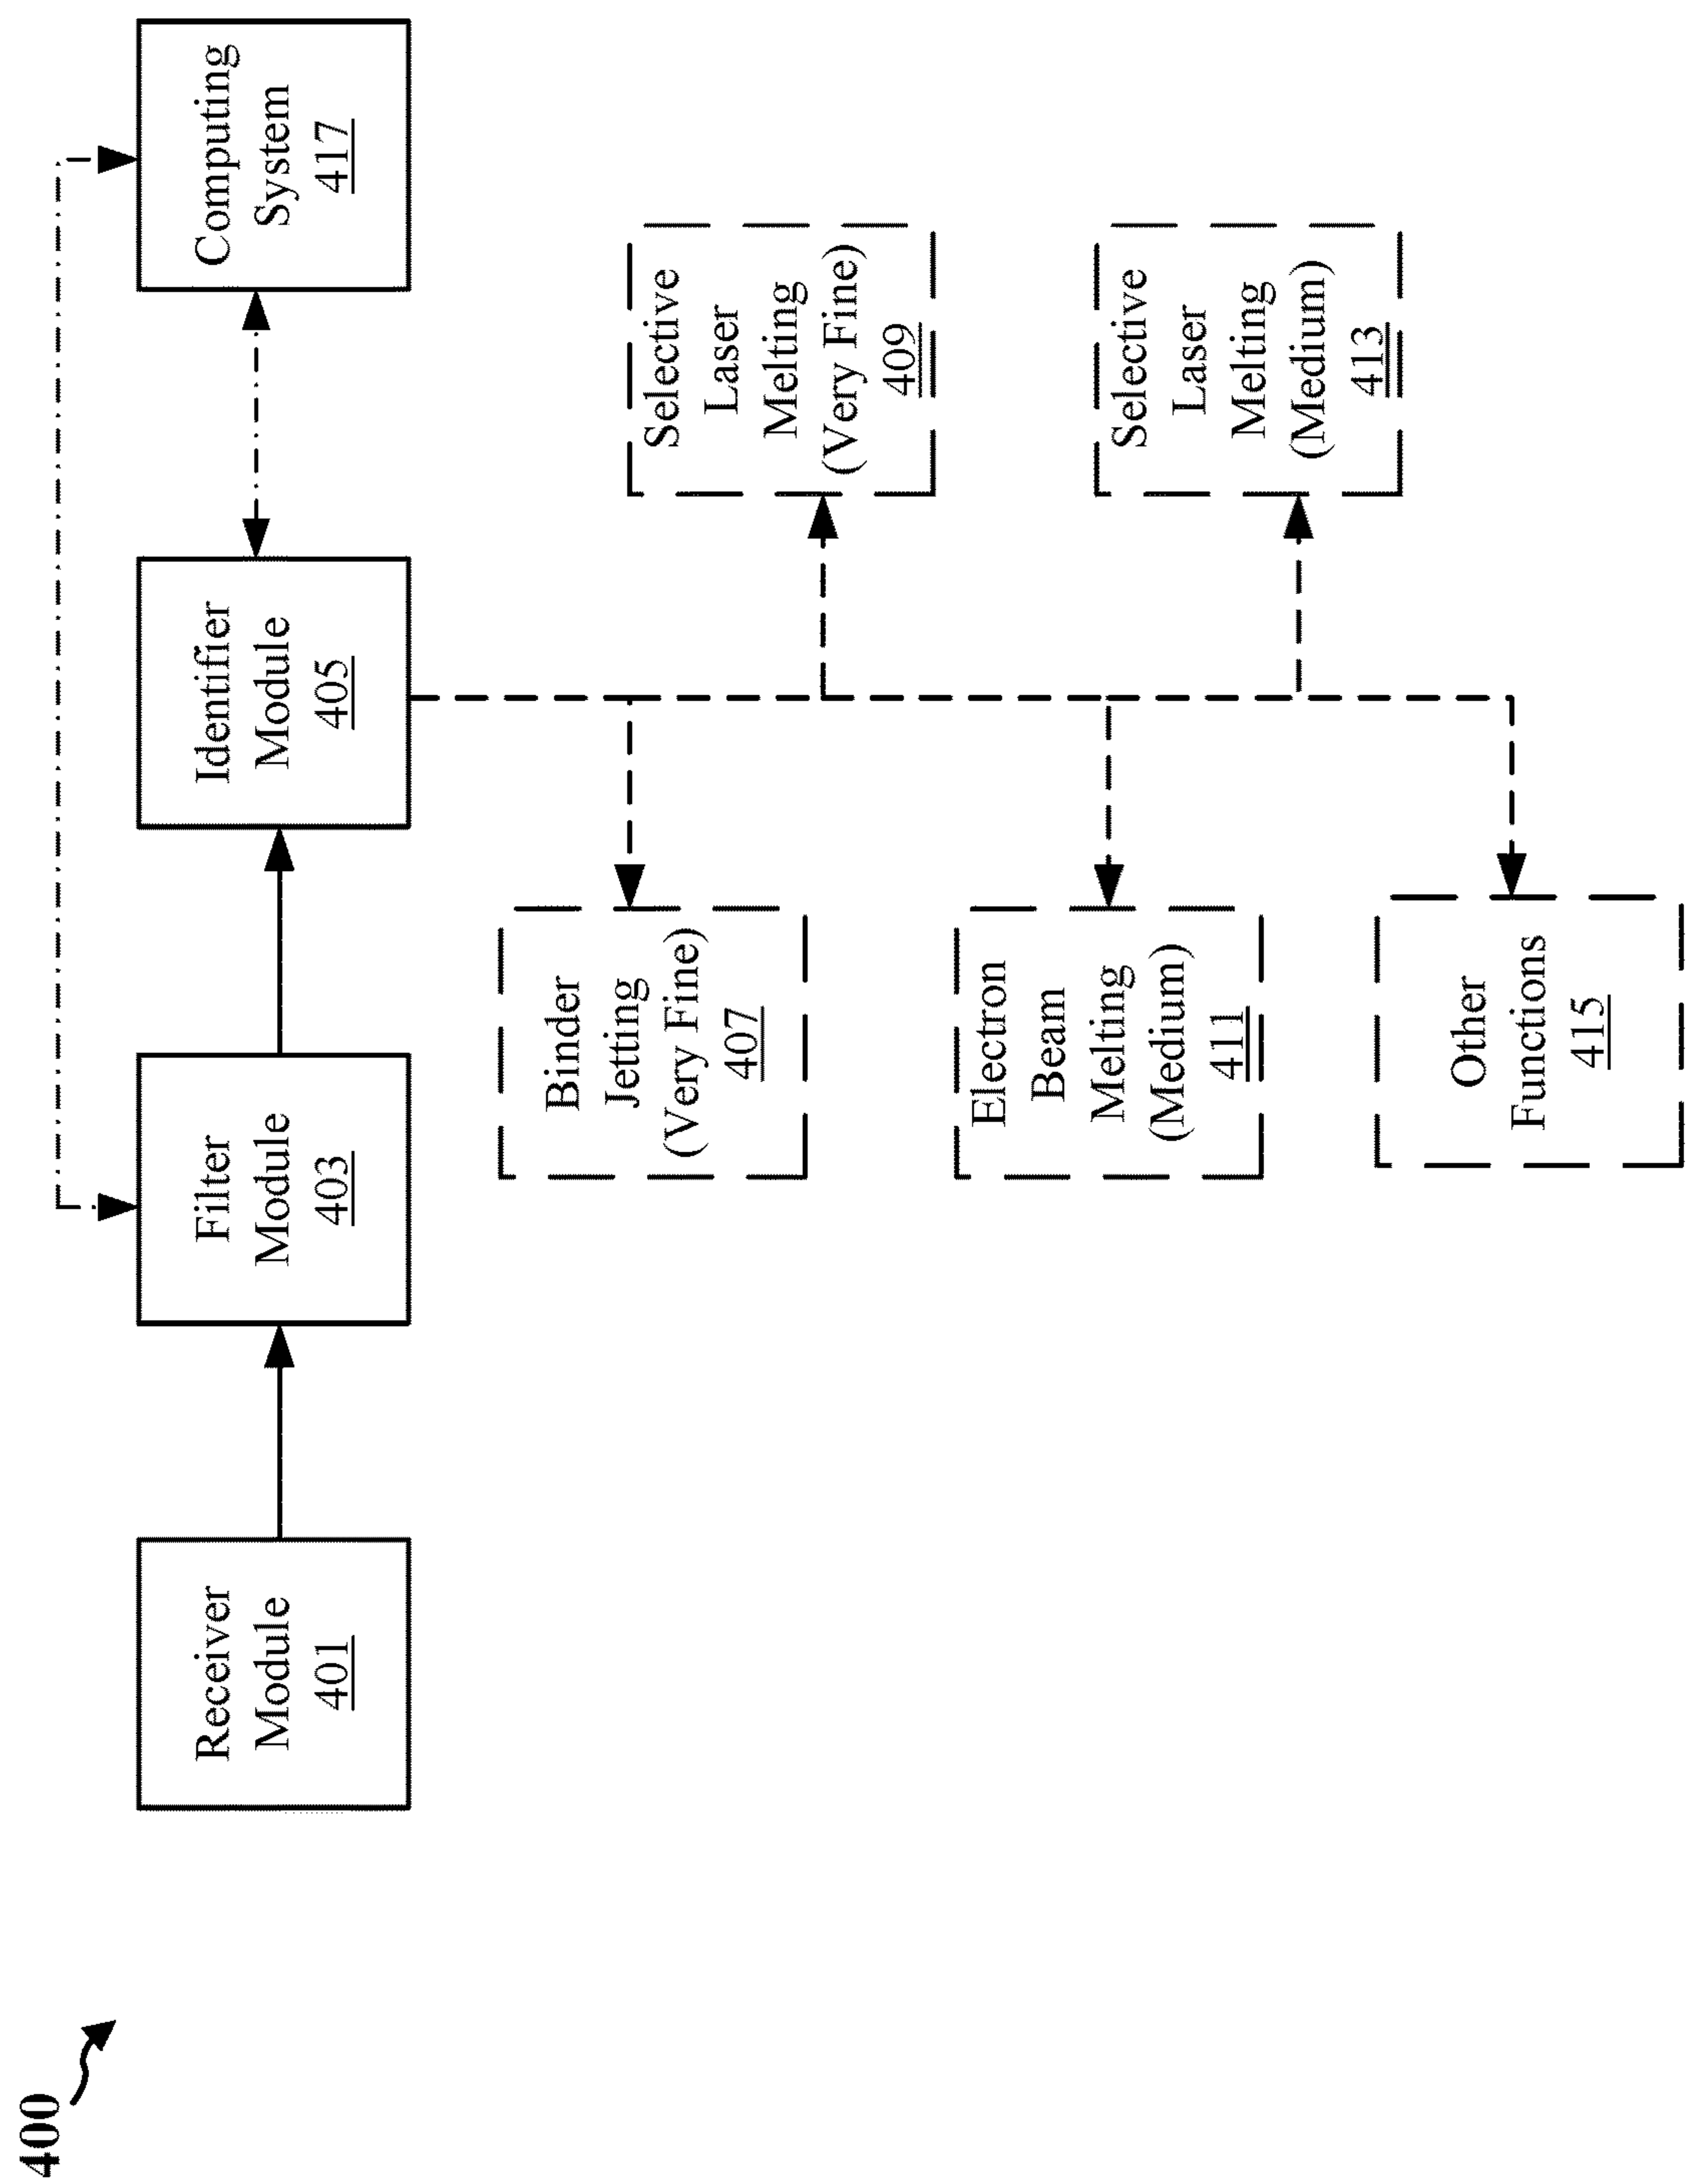 400
Receiver
Module
401
Filter
Module
403
Identifier
Module
405
Computing
System
417
Binder
Jetting
(Very Fine)
407
Selective
Laser
Melting
(Very Fine)
409
Electron
Beam
Melting
(Medium)
411
Selective
Laser
Melting
(Medium)
413
Other
Functions
415